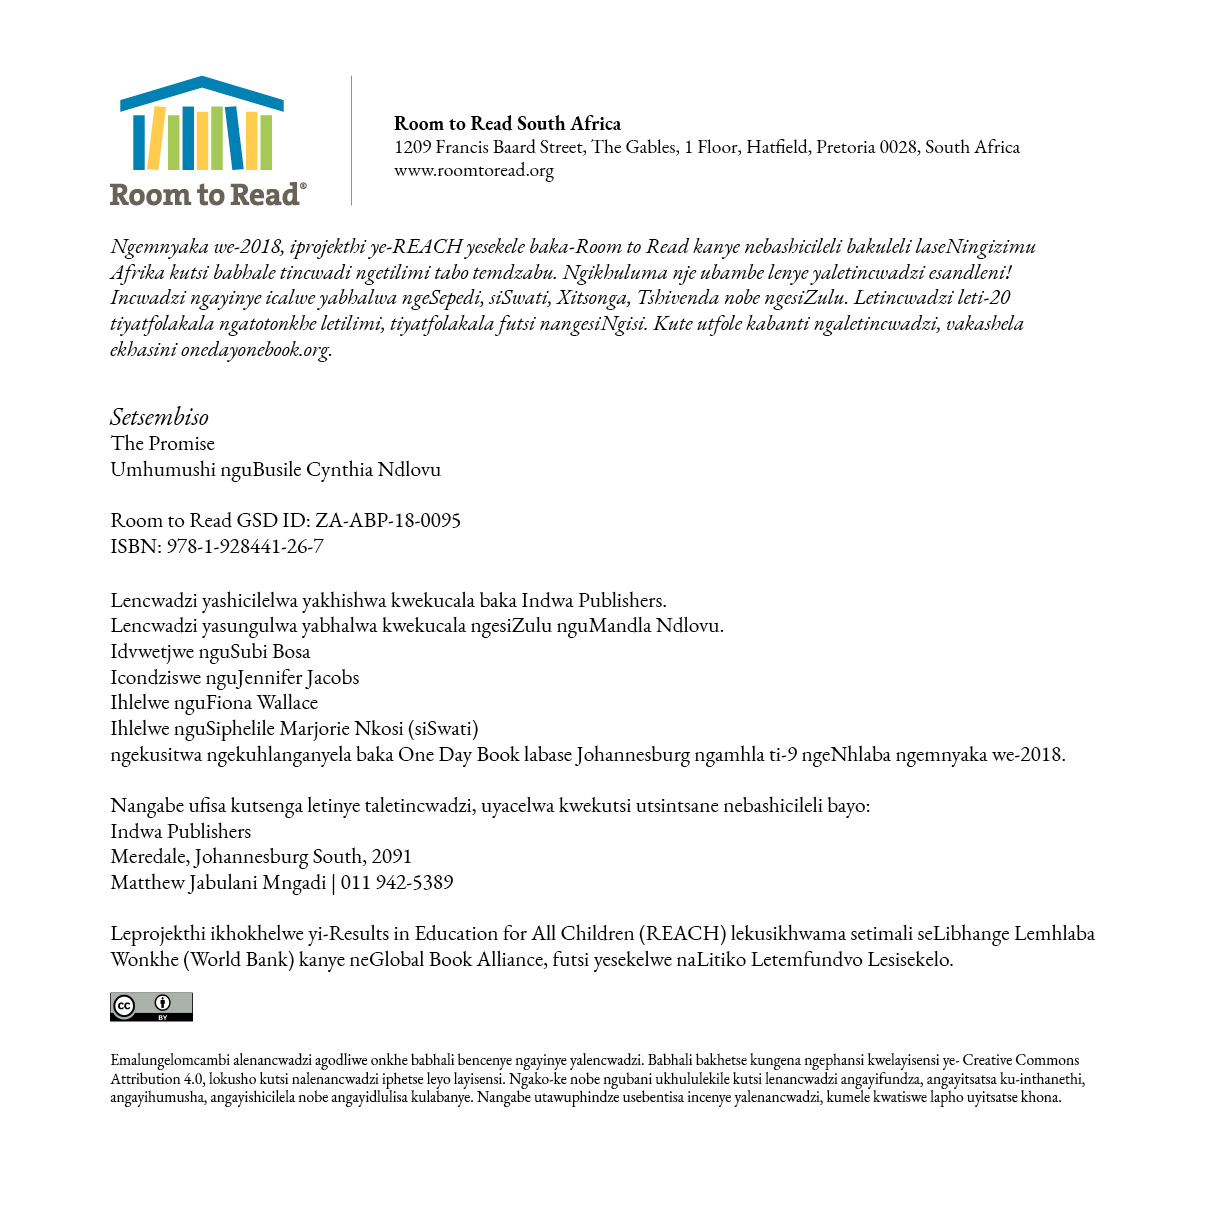 Room to Read®
Room to Read South Africa
1209 Francis Baard Street, The Gables, 1 Floor, Hatfield, Pretoria 0028, South Africa
www.roomtoread.org
Ngemnyaka we-2018, iprojekthi ye-REACH yesekele baka-Room to Read kanye nebashicileli bakuleli laseNingizimu
Afrika kutsi babhale tincwadi ngetilimi tabo temdzabu. Ngikhuluma nje ubambe lenye yaletincwadzi esandleni!
Incwadzi ngayinye icalwe yabhalwa ngeSepedi, siSwati, Xitsonga, Tshivenda nobe ngesiZulu. Letincwadzi leti-20
tiyatfolakala ngatotonkhe letilimi, tiyatfolakala futsi nangesiNgisi. Kute utfole kabanti ngaletincwadzi, vakashela
ekhasini onedayonebook.org.
Setsembiso
The Promise
Umhumushi nguBusile Cynthia Ndlovu
Room to Read GSD ID: ZA-ABP-18-0095
ISBN: 978-1-928441-26-7
Lencwadzi yashicilelwa yakhishwa kwekucala baka Indwa Publishers.
Lencwadzi yasungulwa yabhalwa kwekucala ngesiZulu nguMandla Ndlovu.
Idvwetjwe nguSubi Bosa
Icondziswe nguJennifer Jacobs
Ihlelwe nguFiona Wallace
Ihlelwe nguSiphelile Marjorie Nkosi (siSwati)
ngekusitwa ngekuhlanganyela baka One Day Book labase Johannesburg ngamhla ti-9 ngeNhlaba ngemnyaka we-2018.
Nangabe ufisa kutsenga letinye taletincwadzi, uyacelwa kwekutsi utsintsane nebashicileli bayo:
Indwa Publishers
Meredale, Johannesburg South, 2091
Matthew Jabulani Mngadi | 011 942-5389
Leprojekthi ikhokhelwe yi-Results in Education for All Children (REACH) lekusikhwama setimali seLibhange Lemhlaba
Wonkhe (World Bank) kanye neGlobal Book Alliance, futsi yesekelwe naLitiko Letemfundvo Lesisekelo.
cc BY
Emalungelomcambi alenancwadzi agodliwe onkhe babhali bencenye ngayinye yalencwadzi. Babhali bakhetse kungena ngephansi kwelayisensi ye- Creative Commons
Attribution 4.0, lokusho kutsi nalenancwadzi iphetse leyo layisensi. Ngako-ke nobe ngubani ukhululekile kutsi lenancwadzi angayifundza, angayitsatsa ku-inthanethi,
angayihumusha, angayishicilela nobe angayidlulisa kulabanye. Nangabe utawuphindze usebentisa incenye yalenancwadzi, kumele kwatiswe lapho uyitsatse khona.